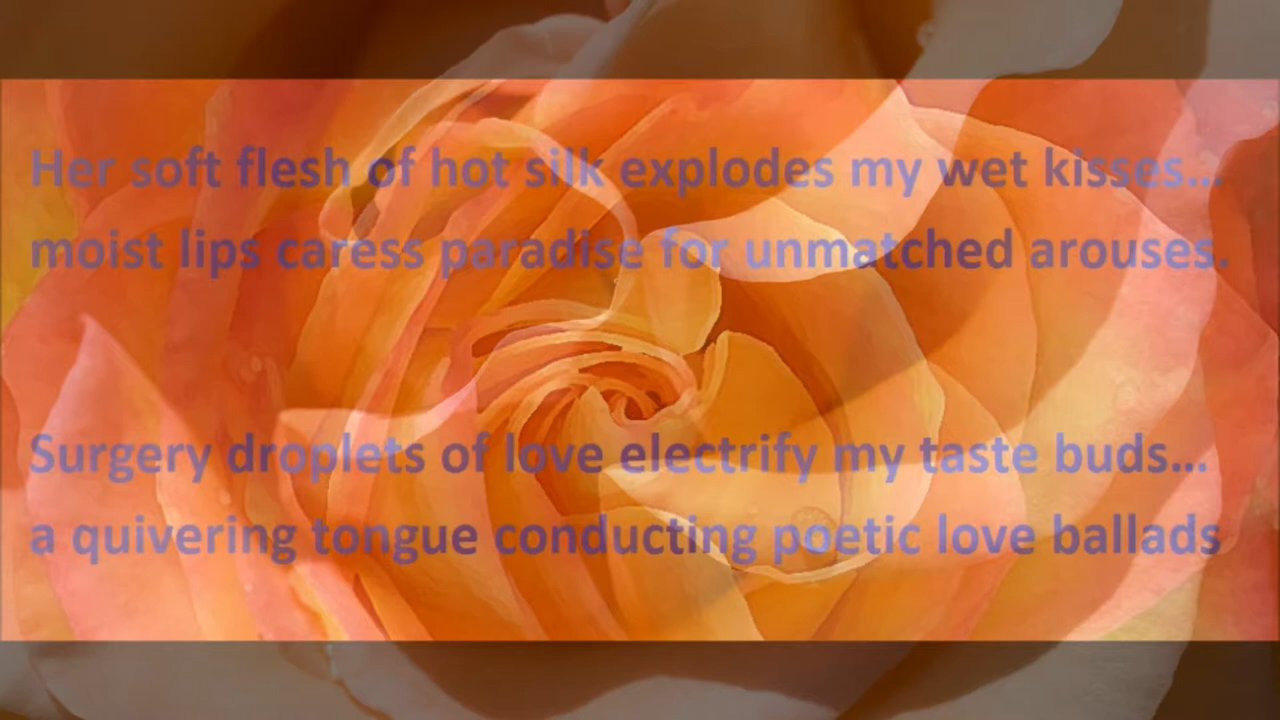 Her soft flesh of hot silk explodes my wet kisses...
moist lips caress paradise for unmatched arouses.
Surgery droplets of love electrify my taste buds...
a quivering tongue conducting poetic love ballads